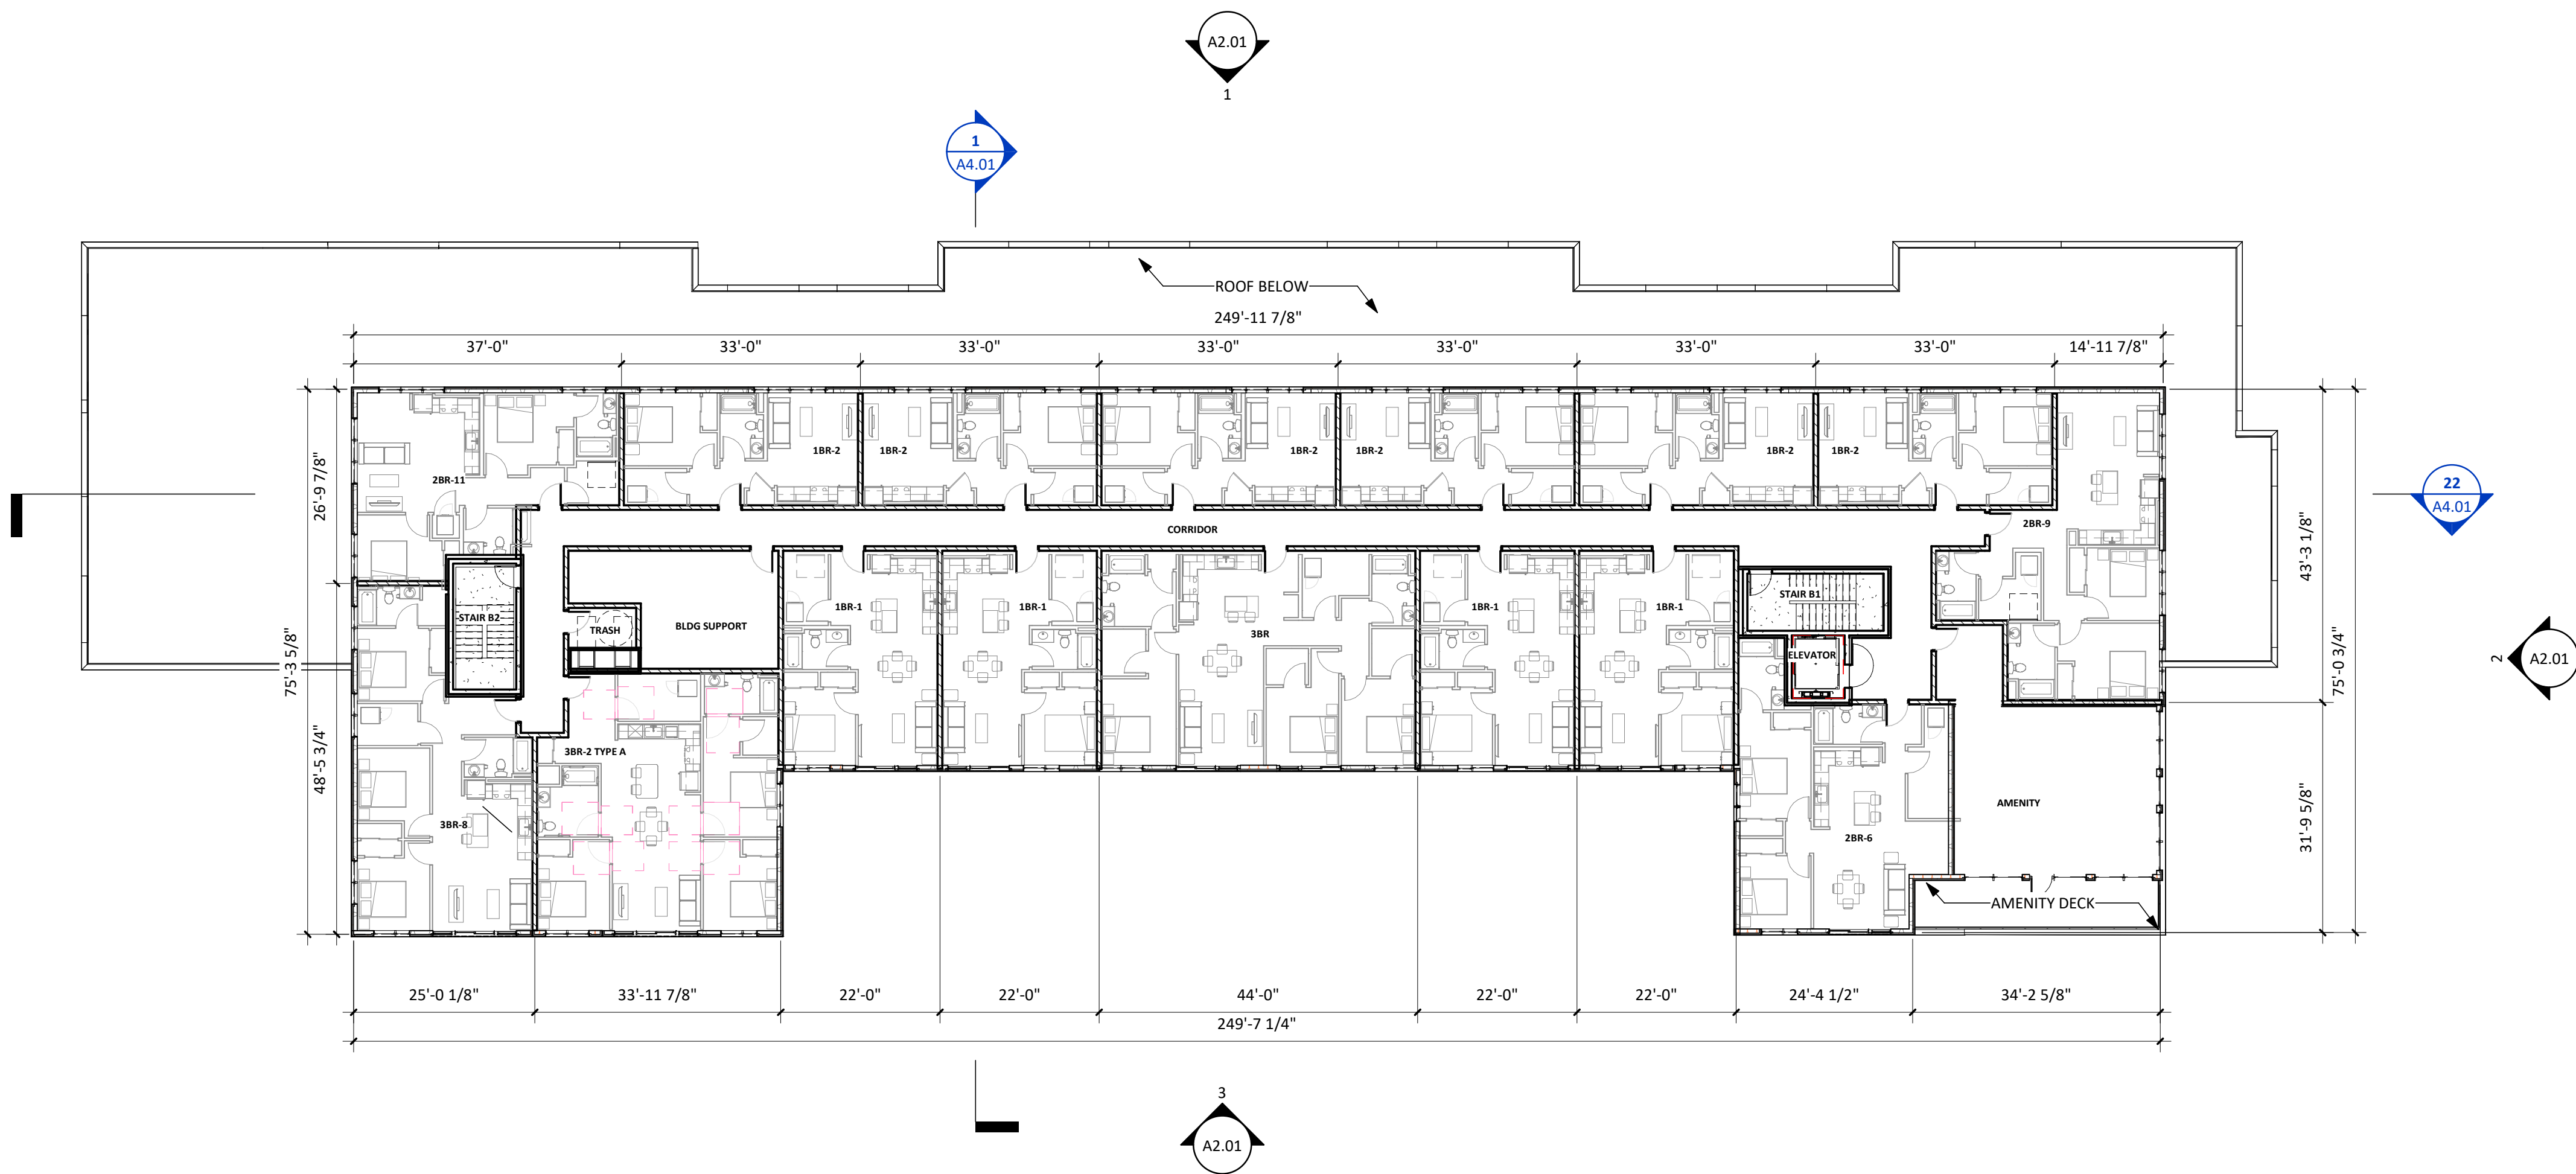 A2.01
1
1
A4.01
ROOF BELOW
249'-11 7/8"
37'-0"
33'-0"
33'-0"
33'-0"
33'-0"
33'-0"
33'-0"
14'-11 7/8"
26'-9 7/8"
75'-3 5/8"
48'-5 3/4"
1BR-2
1BR-2
1BR-2
1BR-2
1BR-2
1BR-2
2BR-11
22
A4.01
43'-3 1/8"
75'-0 3/4"
31'-9 5/8"
CORRIDOR
2BR-9
STAIR B1
1BR-1
1BR-1
1BR-1
1BR-1
STAIR B2
TRASH
BLDG SUPPORT
3BR
ELEVATOR
2
A2.01
3BR-2 TYPE A
AMENITY
3BR-8
2BR-6
AMENITY DECK
25'-0 1/8"
33'-11 7/8"
22'-0"
22'-0"
44'-0"
22'-0"
22'-0"
24'-4 1/2"
34'-2 5/8"
249'-7 1/4"
3
A2.01